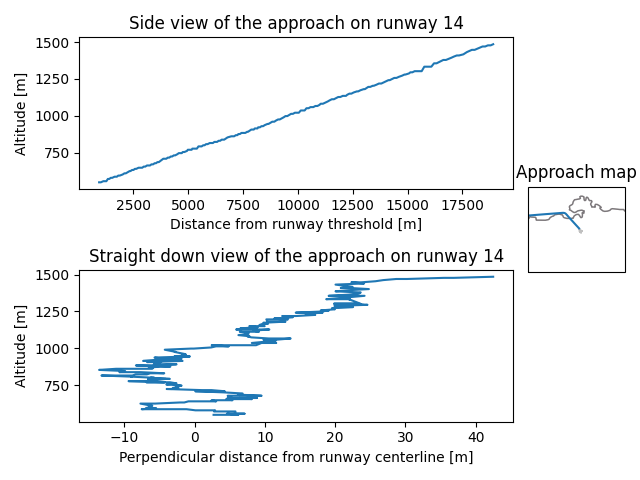 Side view of the approach on runway 14
1500
1250
1000
750
Altitude [m]
2500 5000 7500 10000 12500 15000 17500
Distance from runway threshold [m]
Approach map
Straight down view of the approach on runway 14
1500
1250
1000
750
Altitude [m]
−10 0 10 20 30 40
Perpendicular distance from runway centerline [m]